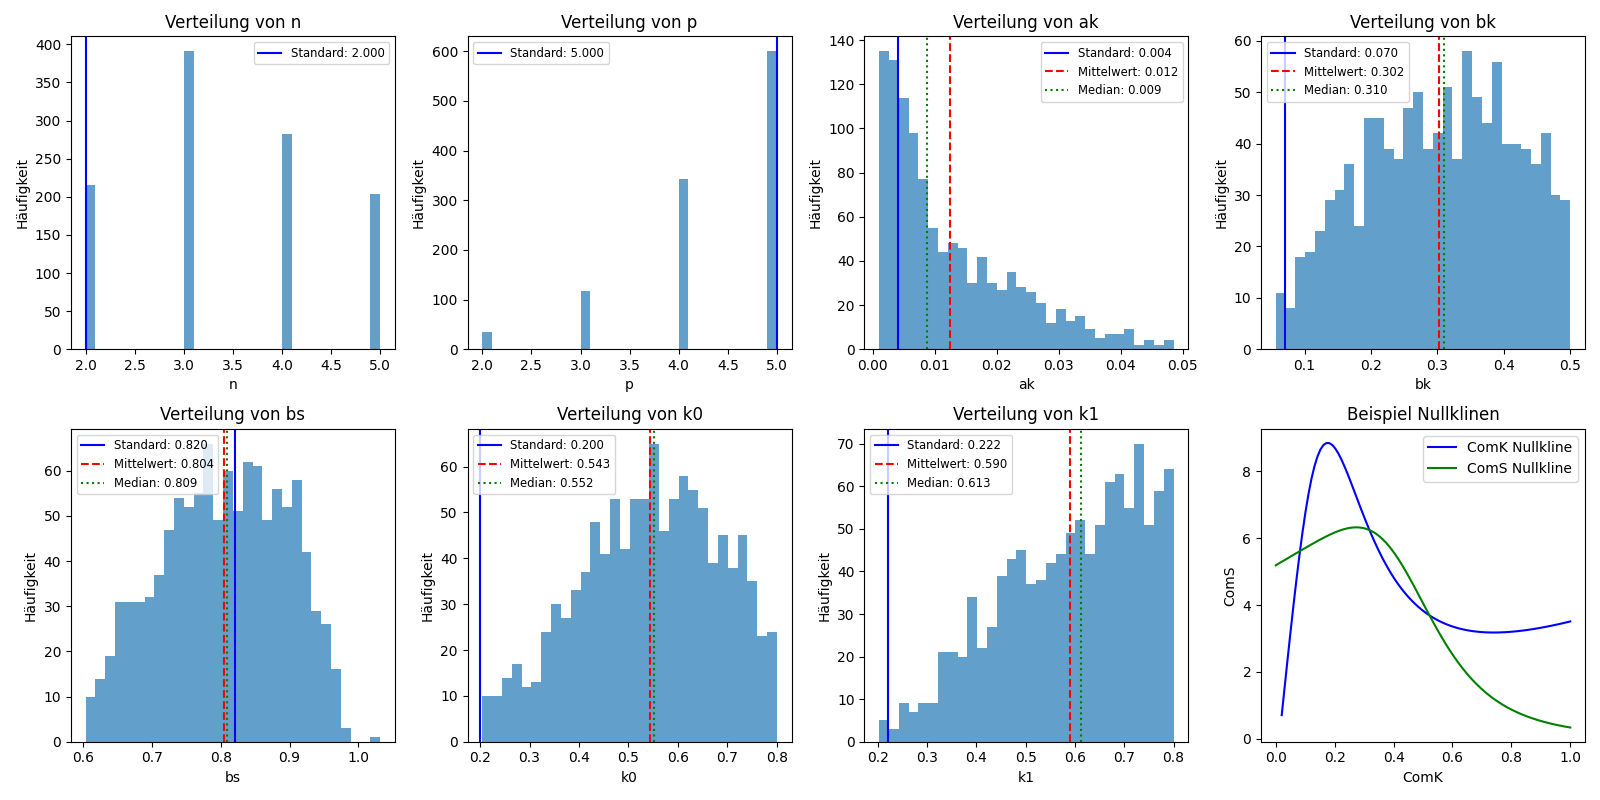 Verteilung von n
Standard: 2.000
400
350
300
250
200
150
100
50
0
Häufigkeit
2.0 2.5 3.0 3.5 4.0 4.5 5.0
n
Verteilung von p
Standard: 5.000
600
500
400
300
200
100
0
Häufigkeit
2.0 2.5 3.0 3.5 4.0 4.5 5.0
p
Verteilung von ak
Standard: 0.004
Mittelwert: 0.012
Median: 0.009
140
120
100
80
60
40
20
0
Häufigkeit
0.00 0.01 0.02 0.03 0.04 0.05
ak
Verteilung von bk
Standard: 0.070
Mittelwert: 0.302
Median: 0.310
60
50
40
30
20
10
0
Häufigkeit
0.1 0.2 0.3 0.4 0.5
bk
Verteilung von bs
Standard: 0.820
Mittelwert: 0.804
Median: 0.809
60
50
40
30
20
10
0
Häufigkeit
0.6 0.7 0.8 0.9 1.0
bs
Verteilung von k0
Standard: 0.200
Mittelwert: 0.543
Median: 0.552
60
50
40
30
20
10
0
Häufigkeit
0.2 0.3 0.4 0.5 0.6 0.7 0.8
k0
Verteilung von k1
Standard: 0.222
Mittelwert: 0.590
Median: 0.613
70
60
50
40
30
20
10
0
Häufigkeit
0.2 0.3 0.4 0.5 0.6 0.7 0.8
k1
Beispiel Nullklinen
ComK Nullkline
ComS Nullkline
8
6
4
2
0
ComS
0.0 0.2 0.4 0.6 0.8 1.0
ComK